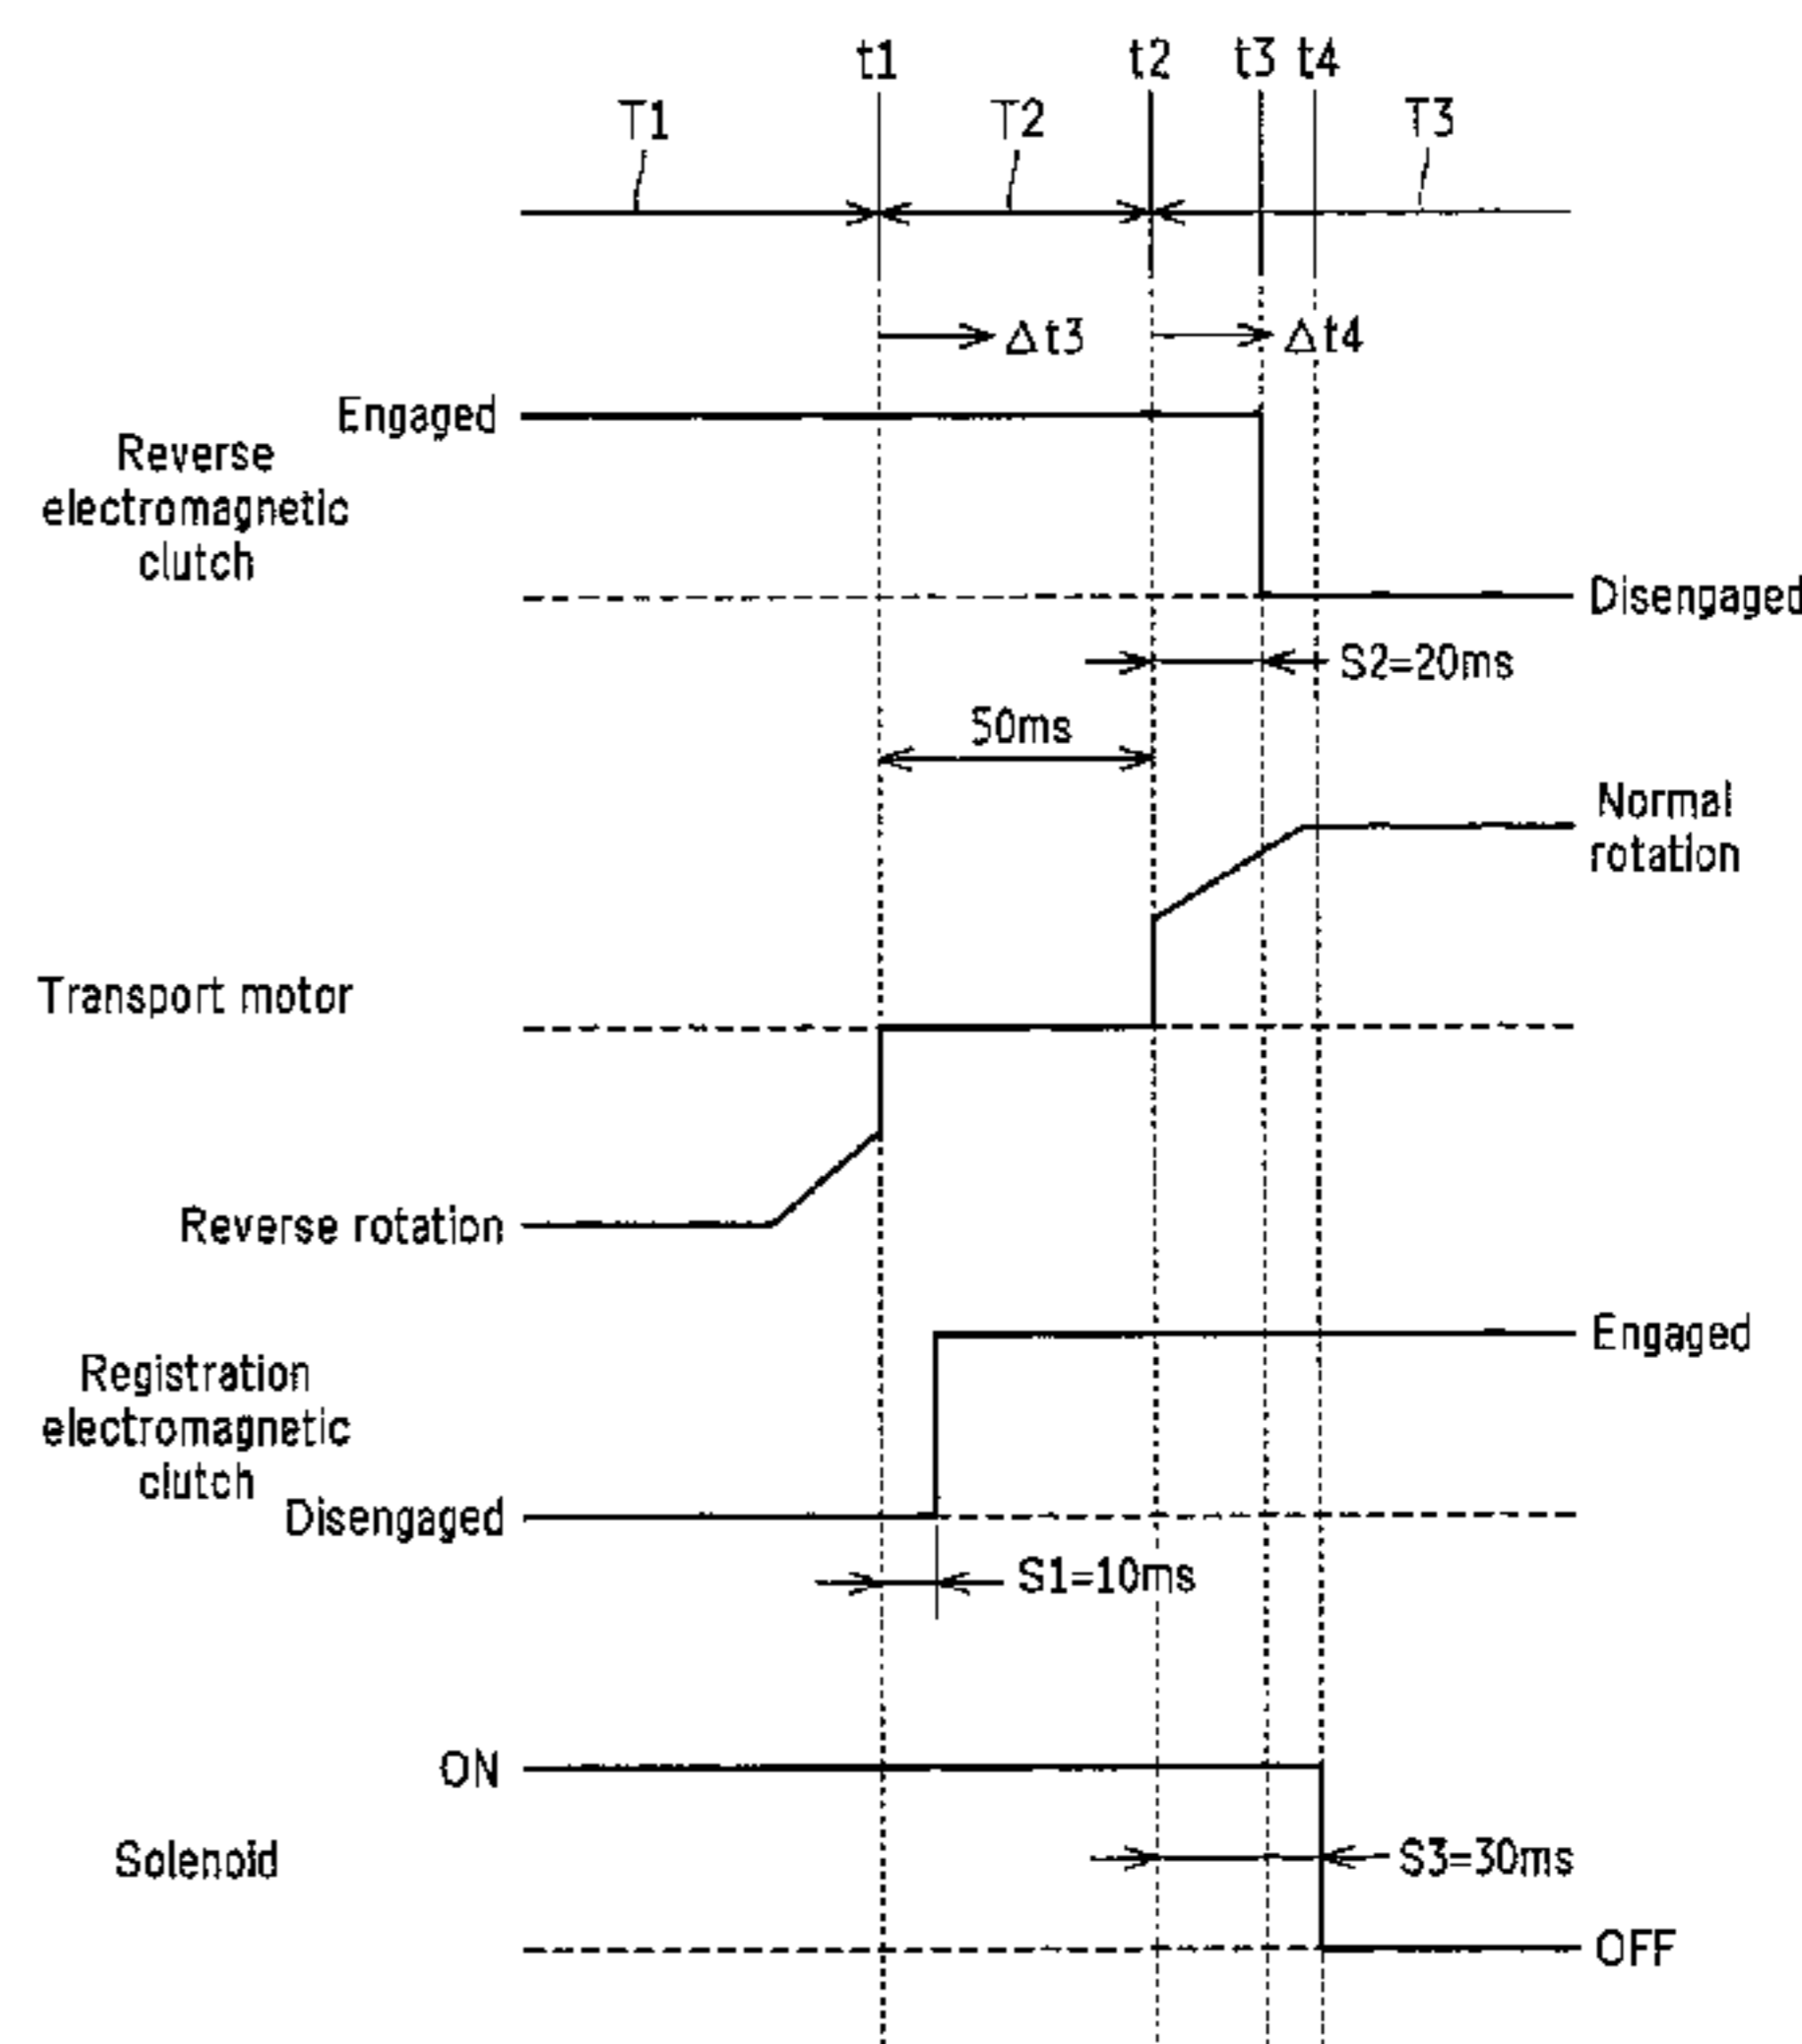 t1 t2 t3 t4
T1 T2 T3
Δt3 Δt4
Engaged
Reverse
electromagnetic
clutch
Disengaged
S2=20ms
50ms
Normal
rotation
Transport motor
Reverse rotation
Engaged
Registration
electromagnetic
clutch
Disengaged
S1=10ms
ON
Solenoid
S3=30ms
OFF